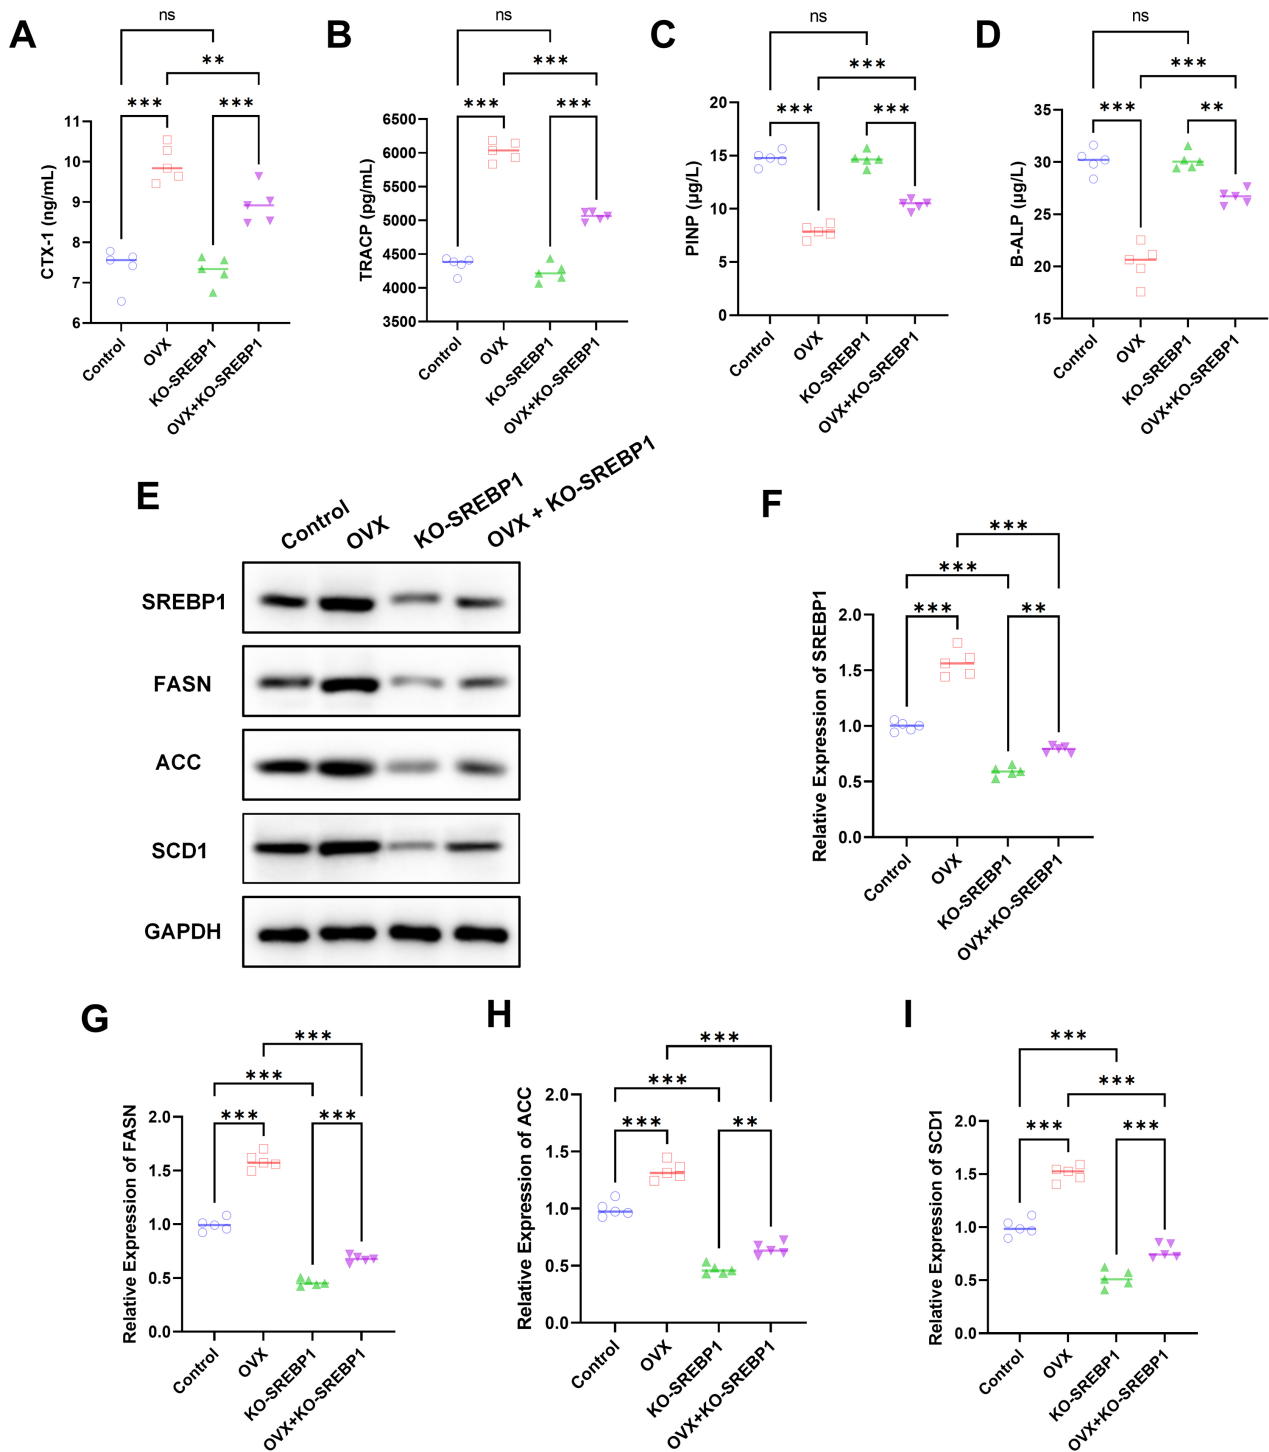 A
ns
**
***
***
CTX-1 (ng/mL)
11
10
9
8
7
6
Control
OVX
KO-SREBP1
OVX+KO-SREBP1
B
ns
***
***
***
TRACP (pg/mL)
6500
6000
5500
5000
4500
4000
3500
Control
OVX
KO-SREBP1
OVX+KO-SREBP1
C
ns
***
***
***
PINP (µg/L)
20
15
10
5
0
Control
OVX
KO-SREBP1
OVX+KO-SREBP1
D
ns
***
***
**
B-ALP (µg/L)
35
30
25
20
15
Control
OVX
KO-SREBP1
OVX+KO-SREBP1
E
Control
OVX
KO-SREBP1
OVX + KO-SREBP1
SREBP1
FASN
ACC
SCD1
GAPDH
F
***
***
***
**
Relative Expression of SREBP1
2.0
1.5
1.0
0.5
0.0
Control
OVX
KO-SREBP1
OVX+KO-SREBP1
G
***
***
***
***
Relative Expression of FASN
2.0
1.5
1.0
0.5
0.0
Control
OVX
KO-SREBP1
OVX+KO-SREBP1
H
***
***
***
**
Relative Expression of ACC
2.0
1.5
1.0
0.5
0.0
Control
OVX
KO-SREBP1
OVX+KO-SREBP1
I
***
***
***
***
Relative Expression of SCD1
2.0
1.5
1.0
0.5
0.0
Control
OVX
KO-SREBP1
OVX+KO-SREBP1